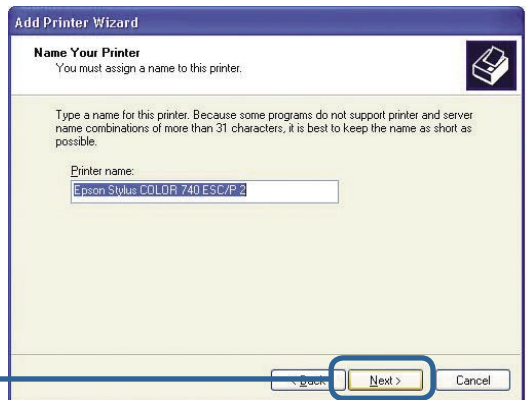 Add Printer Wizard
Name Your Printer
You must assign a name to this printer.
Type a name for this printer. Because some programs do not support printer and server
name combinations of more than 31 characters, it is best to keep the name as short as
possible.
Printer name:
Epson Stylus COLOR 740 ESC/P 2
< Back
Next >
Cancel